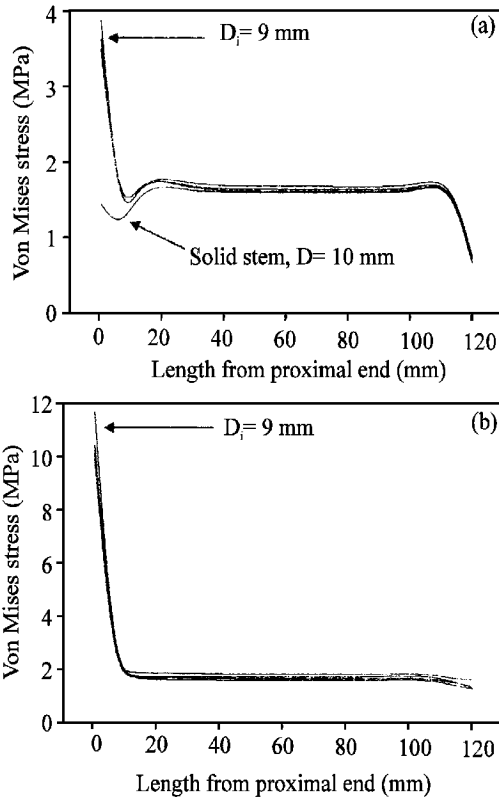 (a)
Von Mises stress (MPa)
4
3
2
1
0
Dᵢ= 9 mm
Solid stem, D= 10 mm
0 20 40 60 80 100 120
Length from proximal end (mm)
(b)
Von Mises stress (MPa)
12
10
8
6
4
2
0
Dᵢ= 9 mm
0 20 40 60 80 100 120
Length from proximal end (mm)